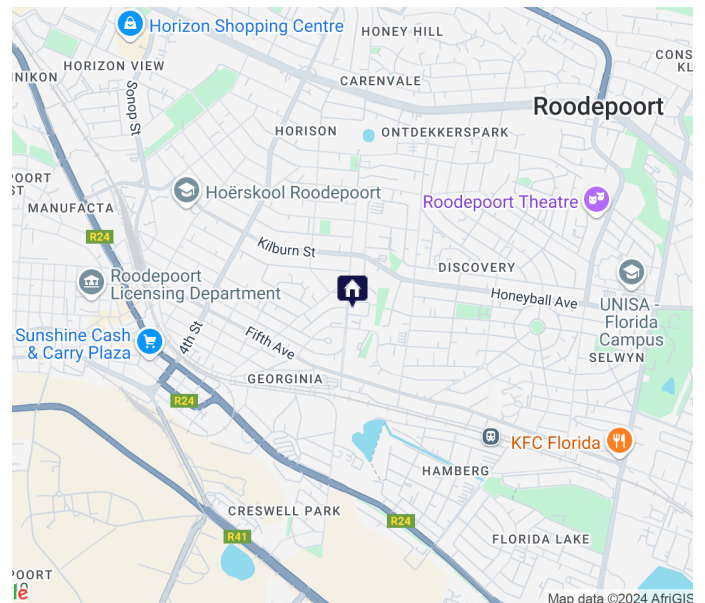 Horizon Shopping Centre
HONEY HILL
CONS
KL
HORIZON VIEW
NIKON
CARENVALE
Sonop St
Roodepoort
HORISON
ONTDEKKERSPARK
OORT
ST
Hoërskool Roodepoort
Roodepoort Theatre
MANUFACTA
R24
Kilburn St
DISCOVERY
Roodepoort
Licensing Department
Honeyball Ave
UNISA -
Florida
Campus
Sunshine Cash
& Carry Plaza
4th St
Fifth Ave
SELWYN
GEORGINIA
R24
KFC Florida
HAMBERG
CRESWELL PARK
R24
R41
FLORIDA LAKE
POORT
le
Map data ©2024 AfriGIS